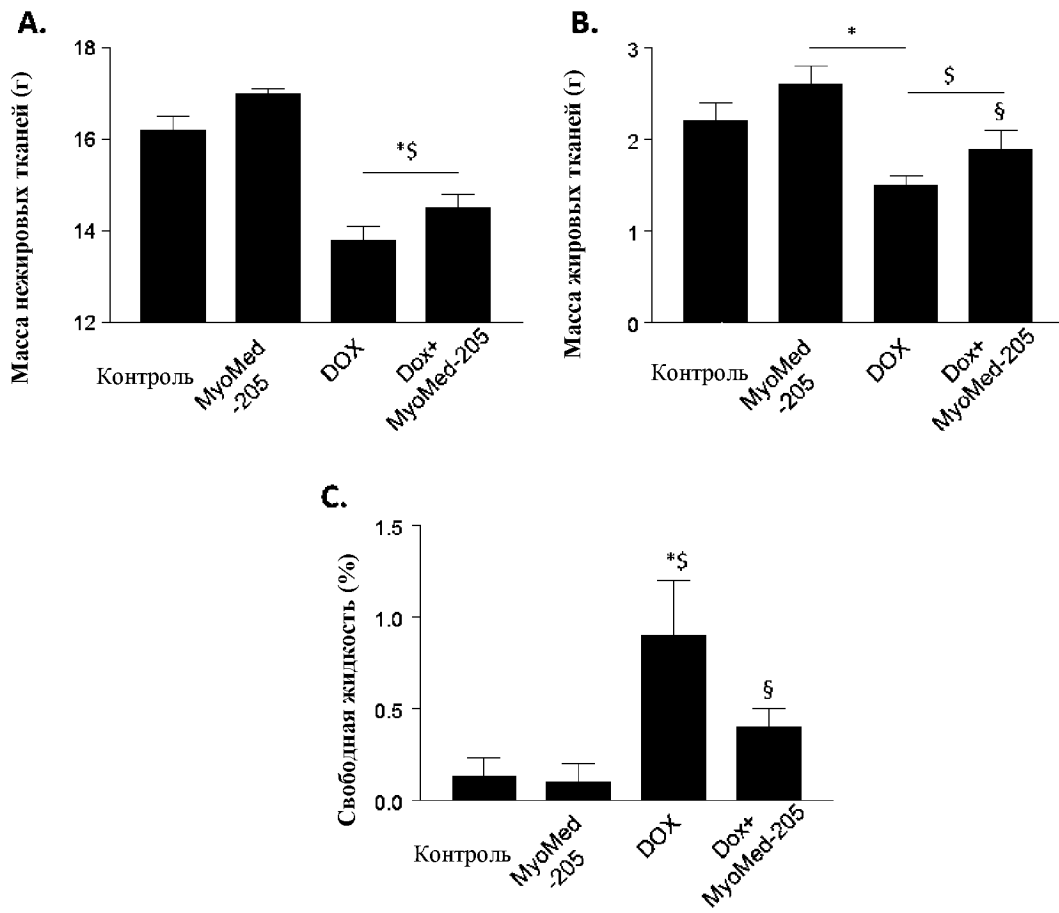 A.
Масса нежировых тканей (г)
18
16
14
12
*$
Контроль
MyoMed
-205
DOX
Dox+
MyoMed-205
B.
Масса жировых тканей (г)
3
2
1
0
*
$
§
Контроль
MyoMed
-205
DOX
Dox+
MyoMed-205
C.
Свободная жидкость (%)
1.5
1.0
0.5
0.0
*$
§
Контроль
MyoMed
-205
DOX
Dox+
MyoMed-205